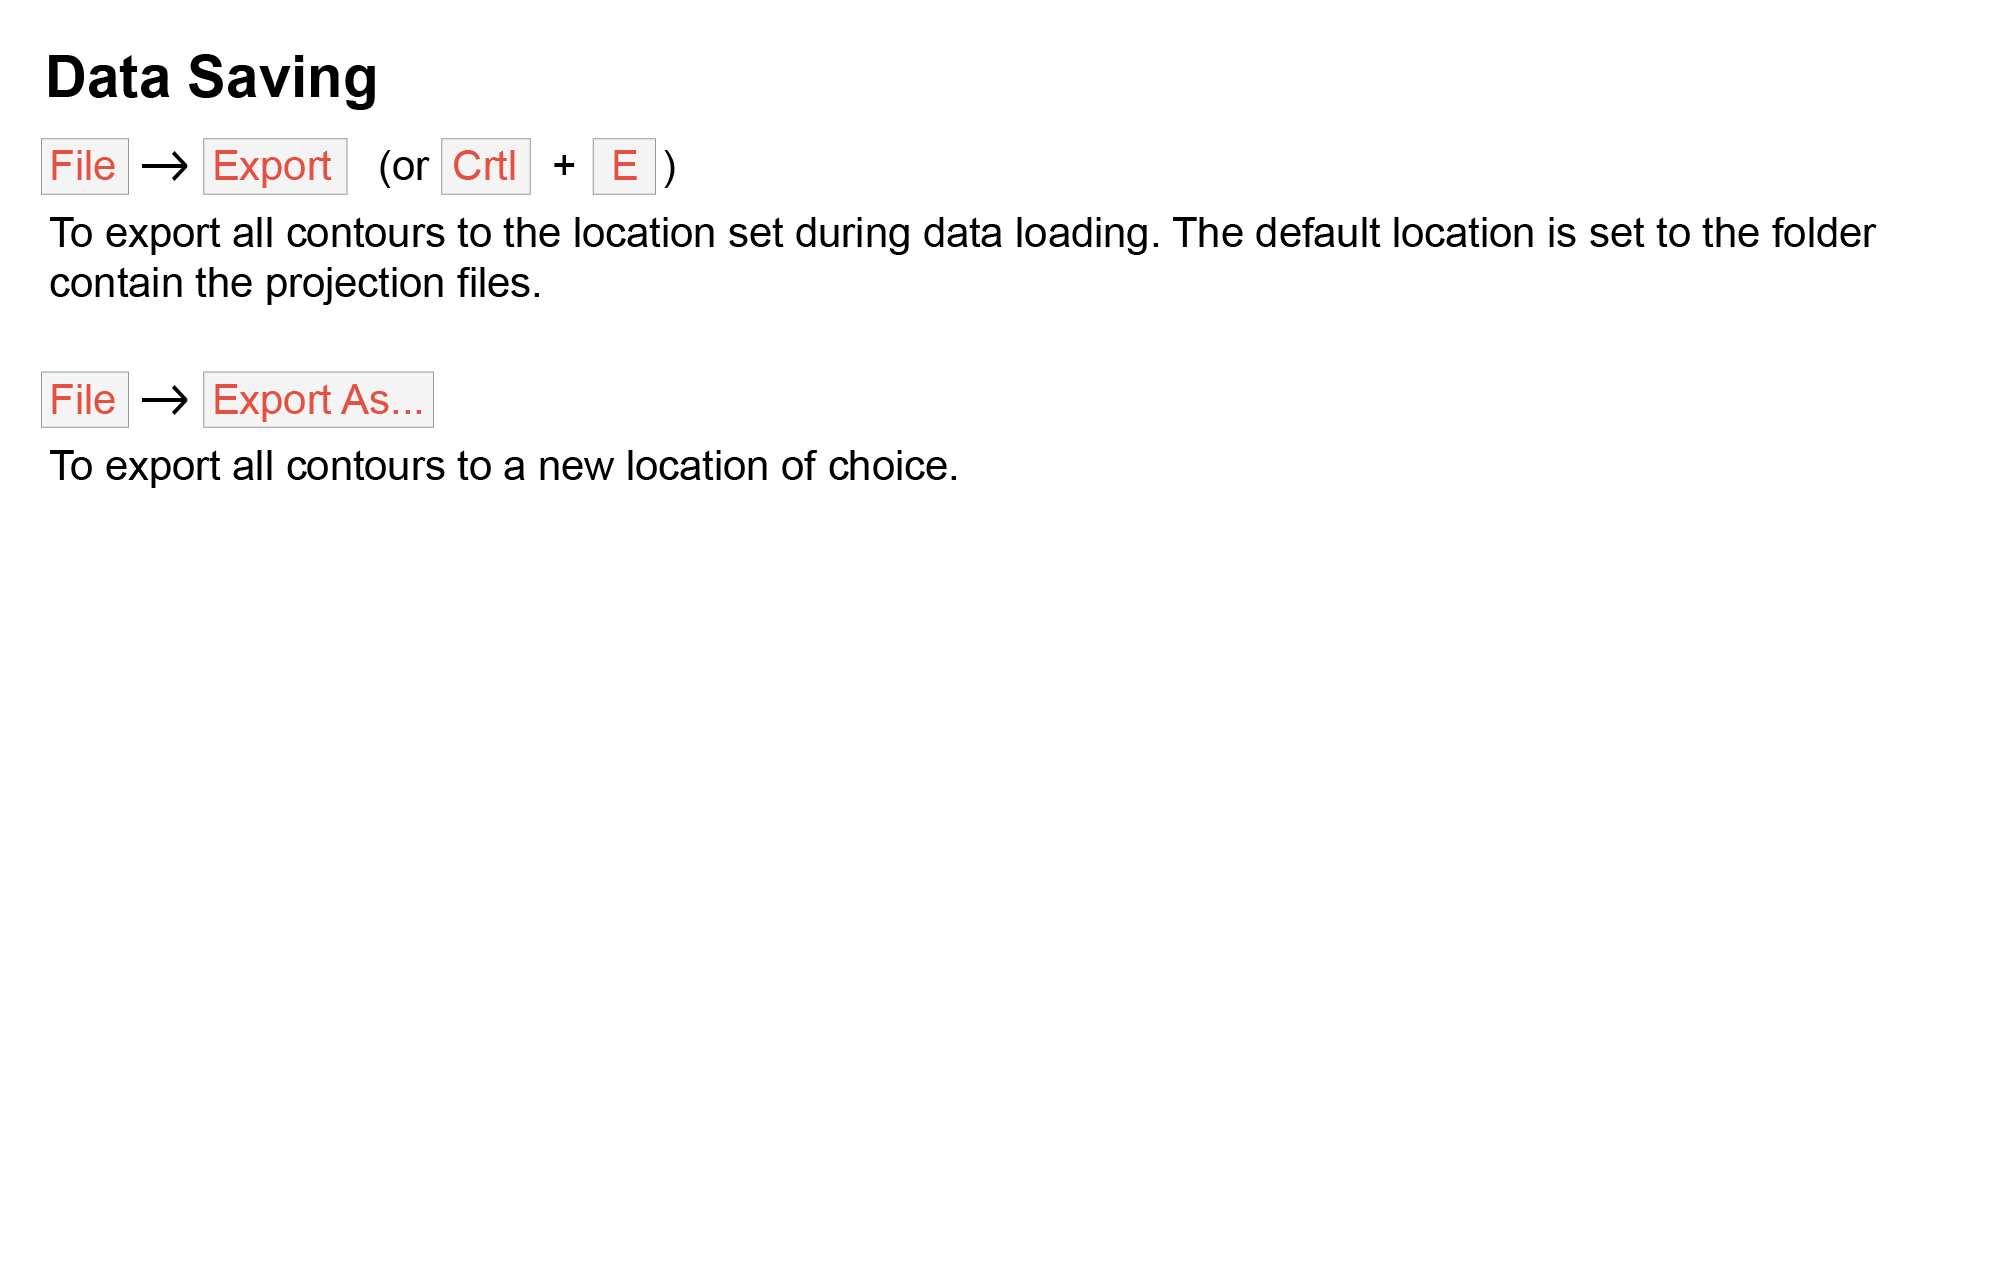 Data Saving
File → Export (or Crtl + E )
To export all contours to the location set during data loading. The default location is set to the folder
contain the projection files.
File → Export As...
To export all contours to a new location of choice.